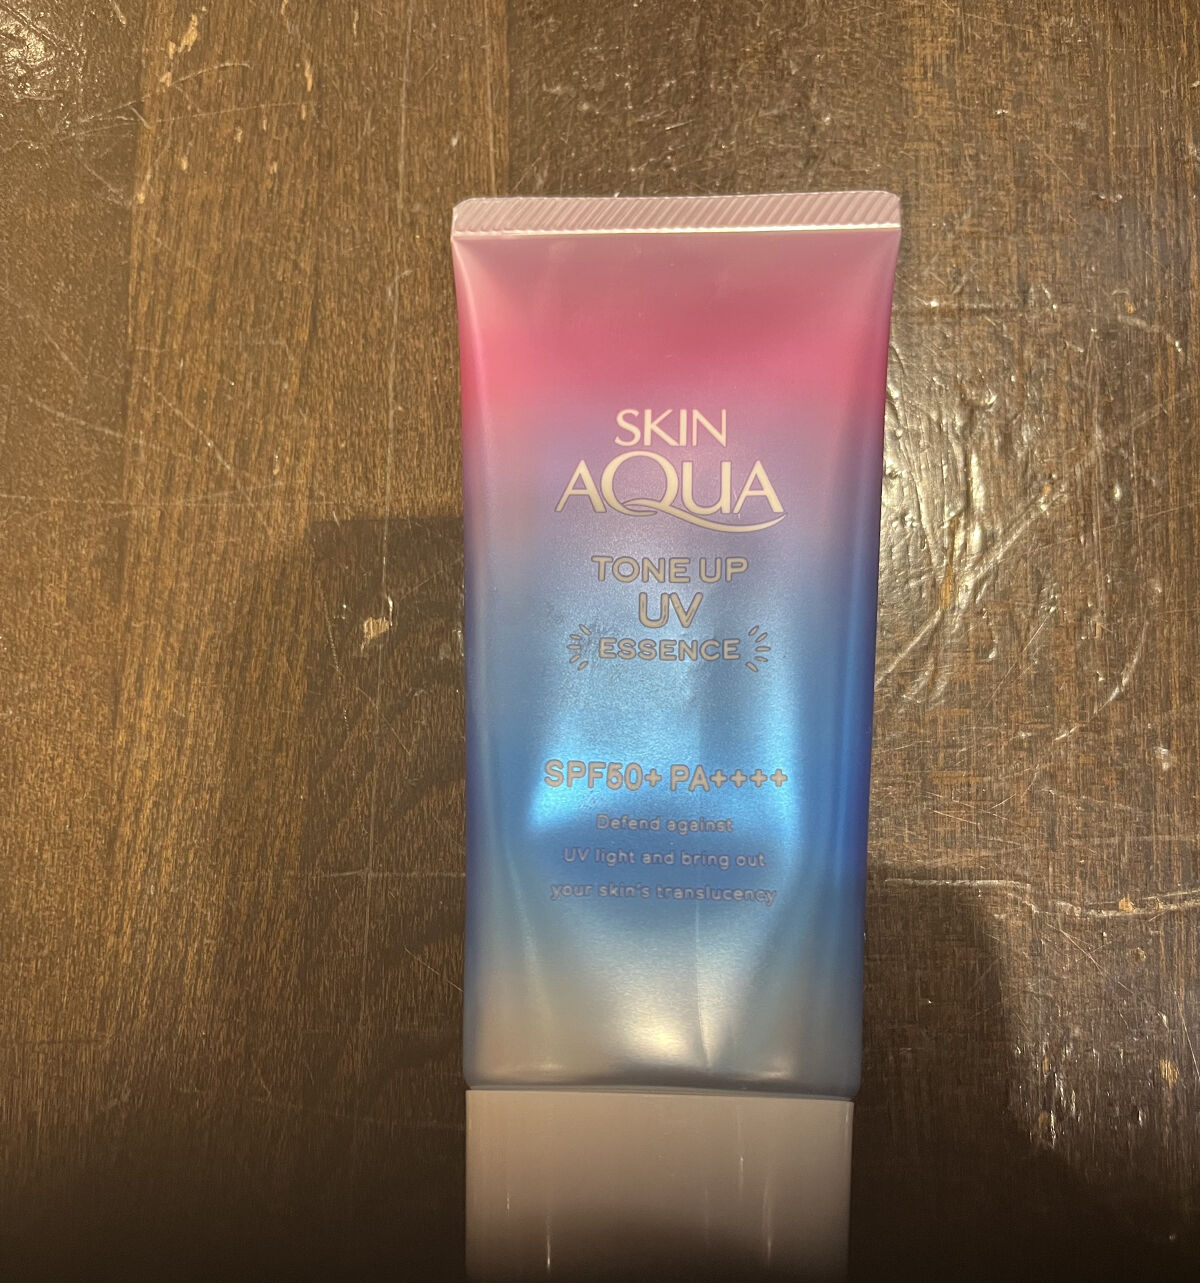 SKIN
AQUA
TONE UP
UV
ESSENCE
SPF50+ PA++++
Defend against
UV light and bring out
your skin's translucency